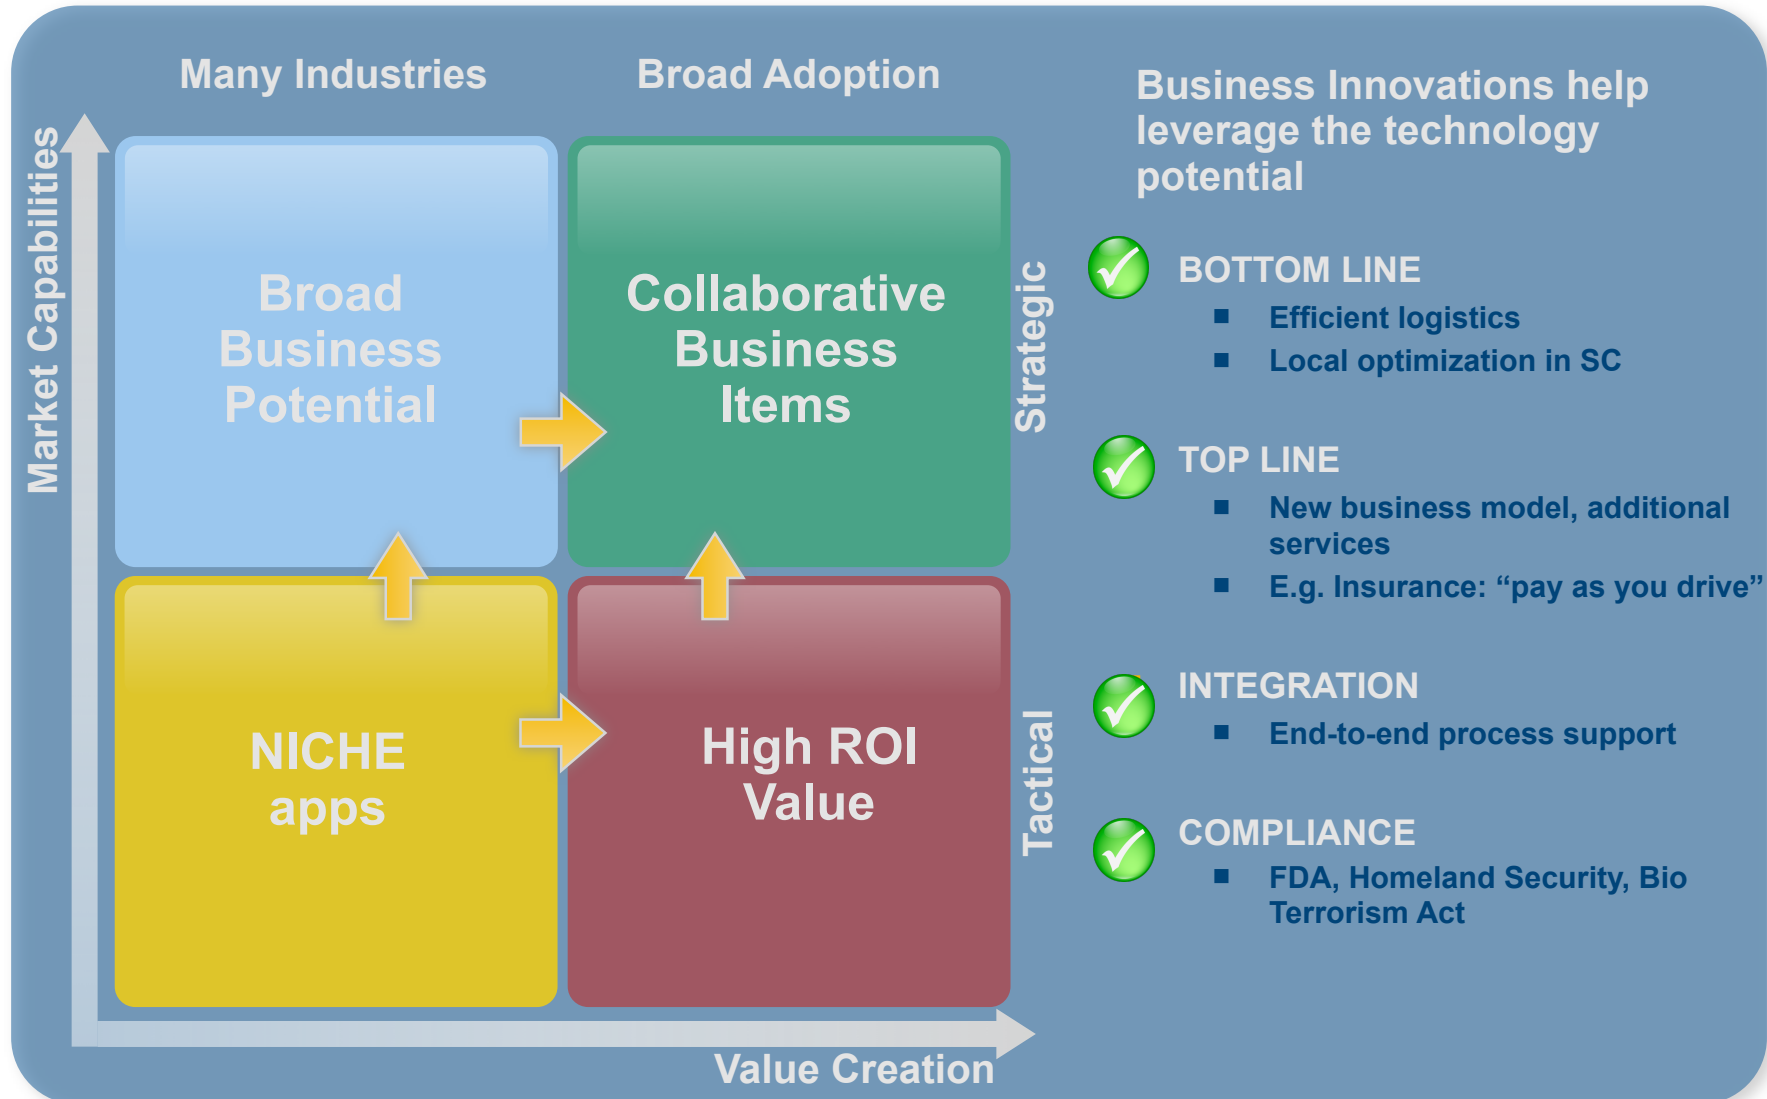 Many Industries
Broad Adoption
Market Capabilities
Broad
Business
Potential
Collaborative
Business
Items
Strategic
NICHE
apps
High ROI
Value
Tactical
Value Creation
Business Innovations help
leverage the technology
potential
BOTTOM LINE
Efficient logistics
Local optimization in SC
TOP LINE
New business model, additional
services
E.g. Insurance: “pay as you drive”
INTEGRATION
End-to-end process support
COMPLIANCE
FDA, Homeland Security, Bio
Terrorism Act